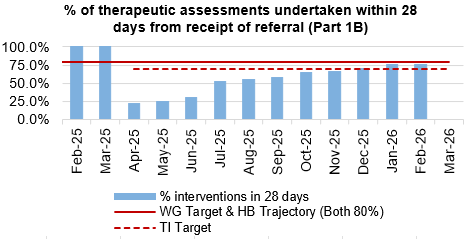 % of therapeutic assessments undertaken within 28
days from receipt of referral (Part 1B)
100.0%
75.0%
50.0%
25.0%
0.0%
Feb-25
Mar-25
Apr-25
May-25
Jun-25
Jul-25
Aug-25
Sep-25
Oct-25
Nov-25
Dec-25
Jan-26
Feb-26
Mar-26
% interventions in 28 days
WG Target & HB Trajectory (Both 80%)
TI Target